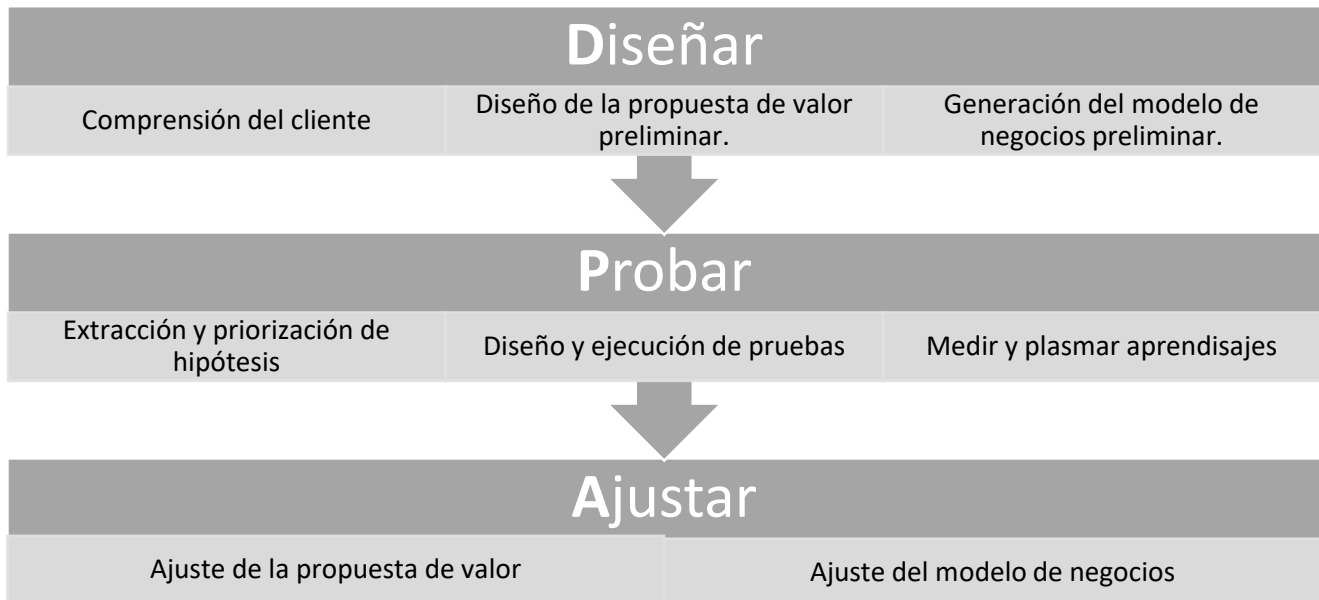 Diseñar
Comprensión del cliente
Diseño de la propuesta de valor
preliminar.
Generación del modelo de
negocios preliminar.
Probar
Extracción y priorización de
hipótesis
Diseño y ejecución de pruebas
Medir y plasmar aprendisajes
Ajustar
Ajuste de la propuesta de valor
Ajuste del modelo de negocios